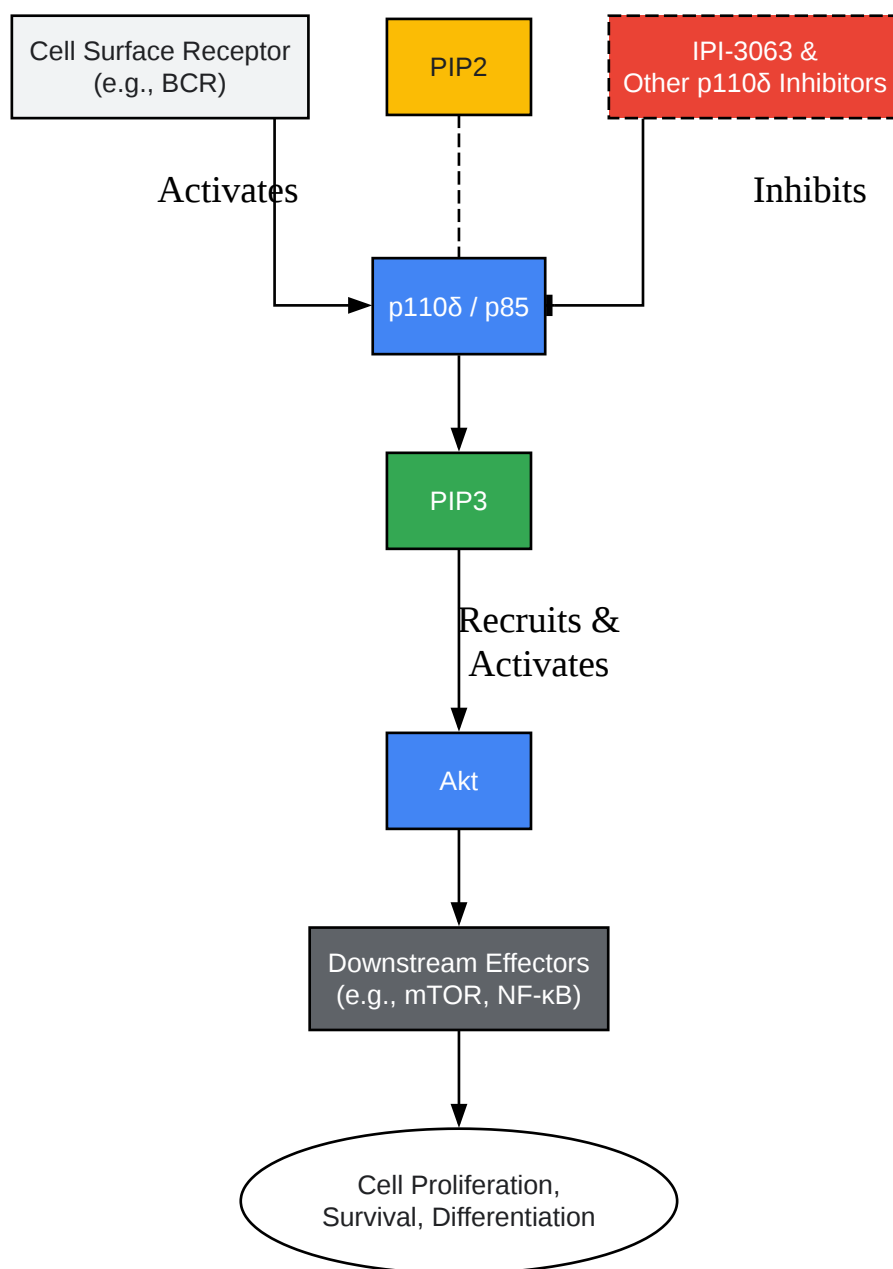 Cell Surface Receptor
(e.g., BCR)
PIP2
IPI-3063 &
Other p110δ Inhibitors
Activates
Inhibits
p110δ / p85
PIP3
Recruits &
Activates
Akt
Downstream Effectors
(e.g., mTOR, NF-κB)
Cell Proliferation,
Survival, Differentiation